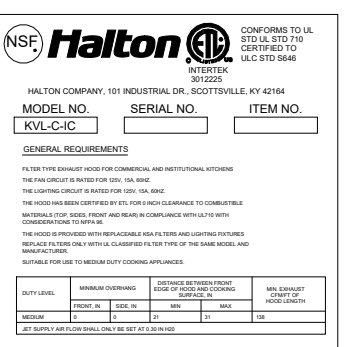 NSF®
Halton
ETL
CLASSIFIED
C US
INTERTEK
3012225
CONFORMS TO UL
STD UL STD 710
CERTIFIED TO
ULC STD S646
HALTON COMPANY, 101 INDUSTRIAL DR., SCOTTSVILLE, KY 42164
MODEL NO. SERIAL NO. ITEM NO.
KVL-C-IC
GENERAL REQUIREMENTS
FILTER TYPE EXHAUST HOOD FOR COMMERCIAL AND INSTITUTIONAL KITCHENS
THE FAN CIRCUIT IS RATED FOR 125V, 15A, 60HZ.
THE LIGHTING CIRCUIT IS RATED FOR 125V, 15A, 60HZ.
THE HOOD HAS BEEN CERTIFIED BY ETL FOR 0 INCH CLEARANCE TO COMBUSTIBLE
MATERIALS (TOP, SIDES, FRONT AND REAR) IN COMPLIANCE WITH UL710 WITH
CONSIDERATIONS TO NFPA 96.
THE HOOD IS PROVIDED WITH REPLACEABLE KSA FILTERS AND LIGHTING FIXTURES
REPLACE FILTERS ONLY WITH UL CLASSIFIED FILTER TYPE OF THE SAME MODEL AND
MANUFACTURER.
SUITABLE FOR USE TO MEDIUM DUTY COOKING APPLIANCES.
DUTY LEVEL
MINIMUM OVERHANG
DISTANCE BETWEEN FRONT
EDGE OF HOOD AND COOKING
SURFACE, IN
MIN. EXHAUST
CFM/FT OF
HOOD LENGTH
FRONT, IN SIDE, IN MIN MAX
MEDIUM 0 0 21 31 138
JET SUPPLY AIR FLOW SHALL ONLY BE SET AT 0.30 IN H20